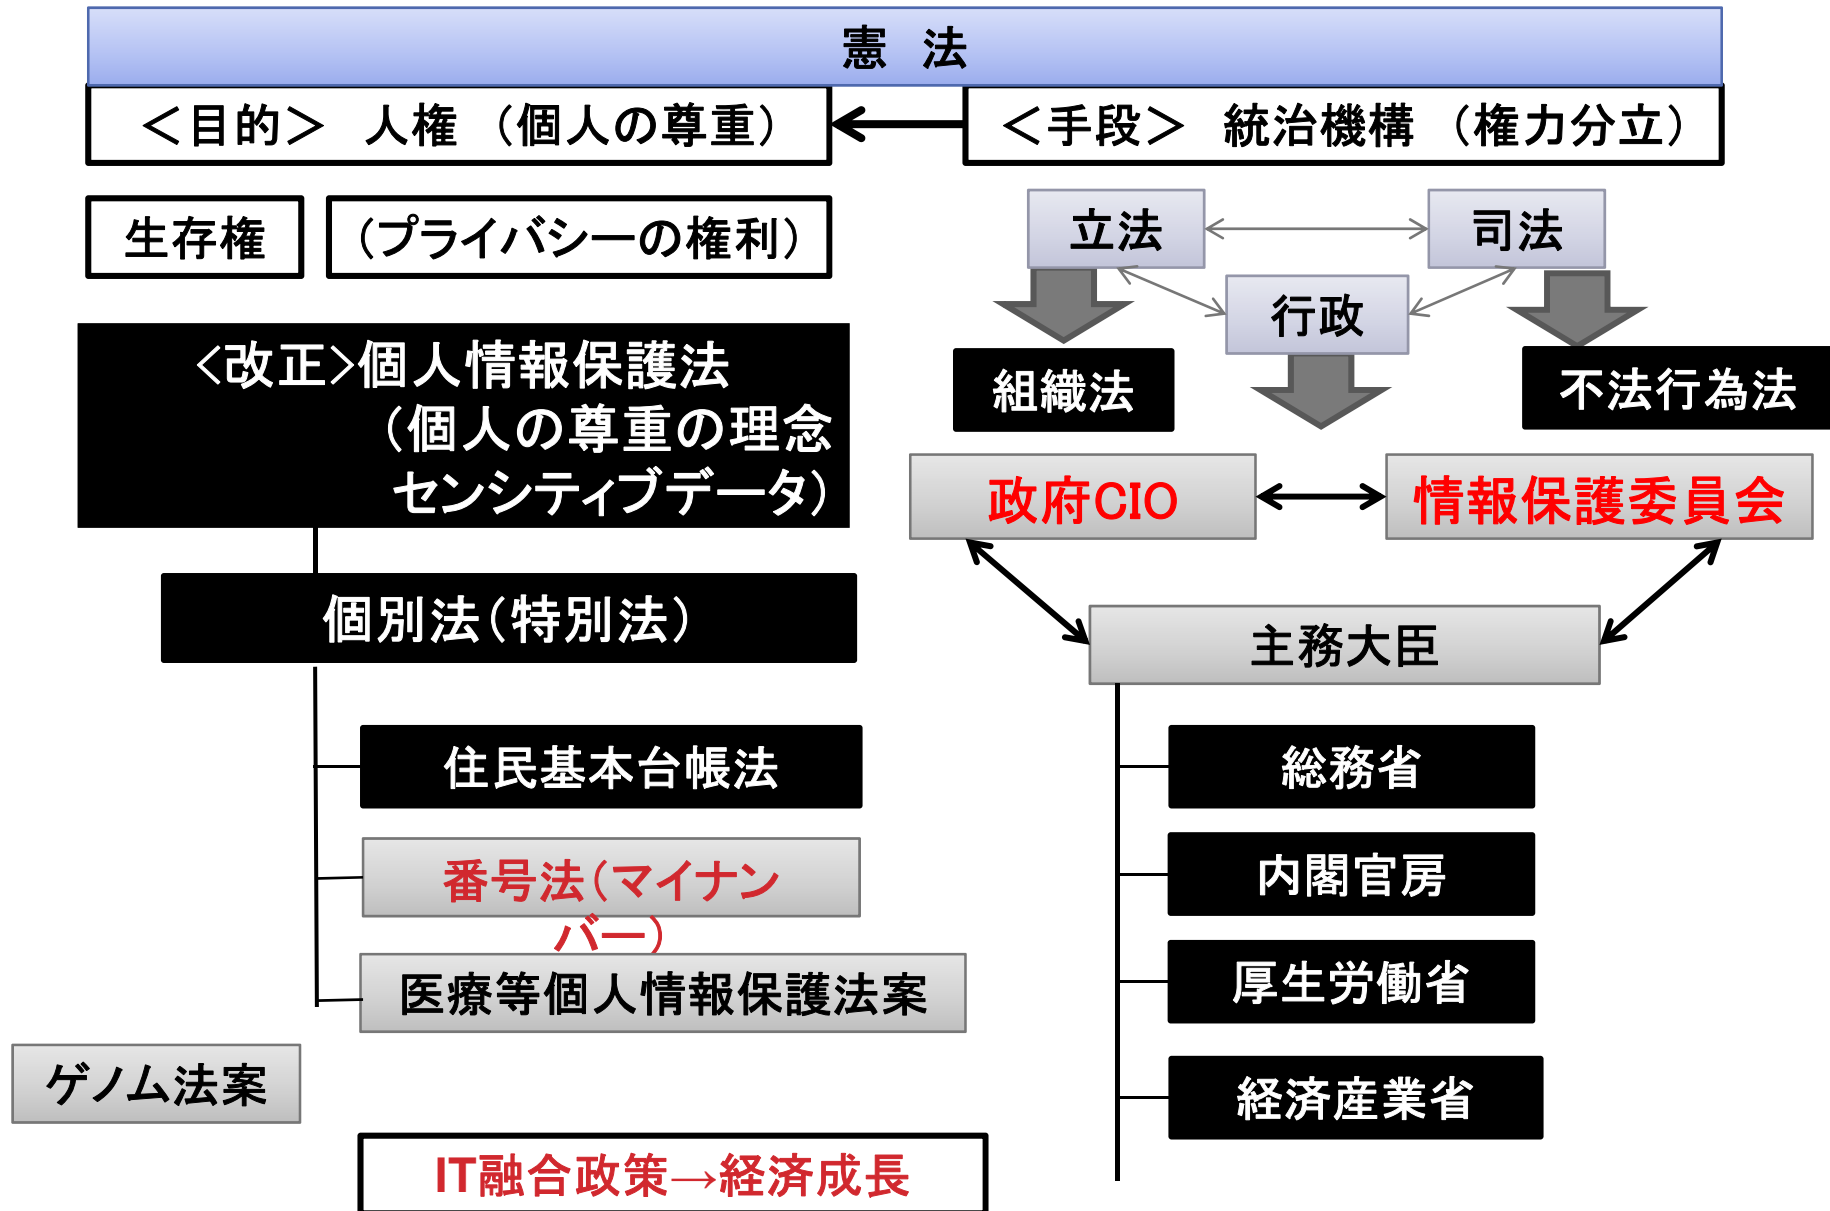 憲　法
＜目的＞　人権 （個人の尊重）
＜手段＞　統治機構 （権力分立）
生存権
（プライバシーの権利）
立法
司法
行政
＜改正＞個人情報保護法
（個人の尊重の理念
センシティブデータ）
組織法
不法行為法
政府CIO
情報保護委員会
個別法（特別法）
主務大臣
住民基本台帳法
総務省
番号法（マイナン
バー）
内閣官房
医療等個人情報保護法案
厚生労働省
ゲノム法案
経済産業省
IT融合政策→経済成長